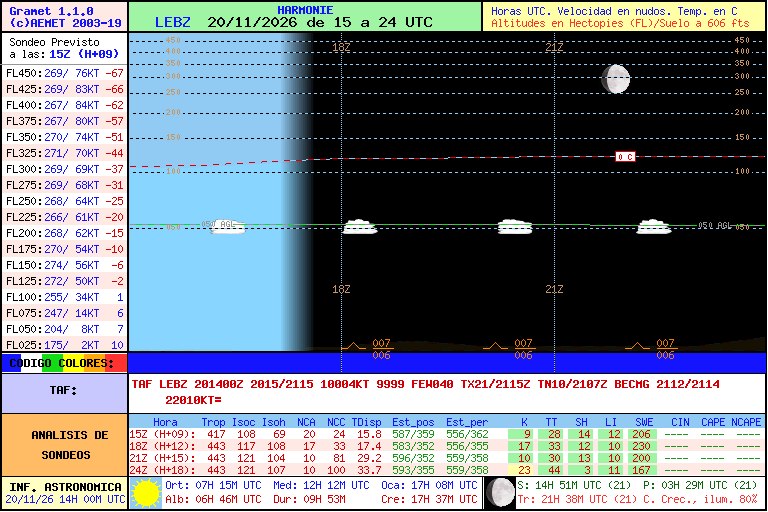 Gramet 1.1.0
(c)AEMET 2003-19
HARMONIE
LEBZ 20/11/2026 de 15 a 24 UTC
Horas UTC. Velocidad en nudos. Temp. en C
Altitudes en Hectopies (FL)/Suelo a 606 fts
Sondeo Previsto
a las: 15Z (H+09)
FL450: 269/ 76KT -67
FL425: 269/ 83KT -66
FL400: 267/ 84KT -62
FL375: 267/ 80KT -57
FL350: 270/ 74KT -51
FL325: 271/ 70KT -44
FL300: 269/ 69KT -37
FL275: 269/ 68KT -31
FL250: 268/ 64KT -25
FL225: 266/ 61KT -20
FL200: 268/ 62KT -15
FL175: 270/ 54KT -10
FL150: 274/ 56KT -6
FL125: 272/ 50KT -2
FL100: 255/ 34KT 1
FL075: 247/ 14KT 6
FL050: 204/ 8KT 7
FL025: 175/ 2KT 10
450 18Z 21Z 450
400 400
350 350
300 300
250 250
200 200
150 150
0 C
100 100
050 050 AGL 050 AGL 050
18Z 21Z
007 007 007
006 006 006
CODIGO COLORES:
TAF:
TAF LEBZ 201400Z 2015/2115 10004KT 9999 FEW040 TX21/2115Z TN10/2107Z BECMG 2112/2114
22010KT=
ANALISIS DE
SONDEOS
Hora Trop Isoc Isoh NCA NCC TDisp Est_pos Est_per K TT SH LI SWE CIN CAPE NCAPE
15Z (H+09): 417 108 69 20 24 15.8 587/359 556/362 9 28 14 12 206 ---- ---- ----
18Z (H+12): 443 117 108 17 33 17.4 583/352 656/358 17 33 12 10 230 ---- ---- ----
21Z (H+15): 443 121 104 10 81 29.2 596/352 559/358 10 30 13 10 200 ---- ---- ----
24Z (H+18): 443 121 107 10 100 33.7 593/355 559/358 23 44 3 11 167 ---- ---- ----
INF. ASTRONOMICA
20/11/26 14H 00M UTC
Ort: 07H 15M UTC Med: 12H 12M UTC Oca: 17H 08M UTC
Alb: 06H 46M UTC Dur: 09H 53M Cre: 17H 37M UTC
S: 14H 51M UTC (21) P: 03H 29M UTC (21)
Tr: 21H 38M UTC (21) C. Crec., ilum. 80%